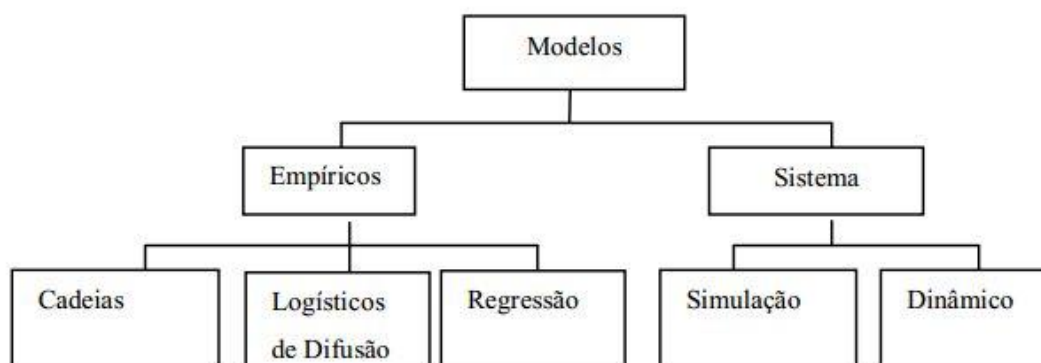 Modelos
Empíricos
Sistema
Cadeias
Logísticos
de Difusão
Regressão
Simulação
Dinâmico